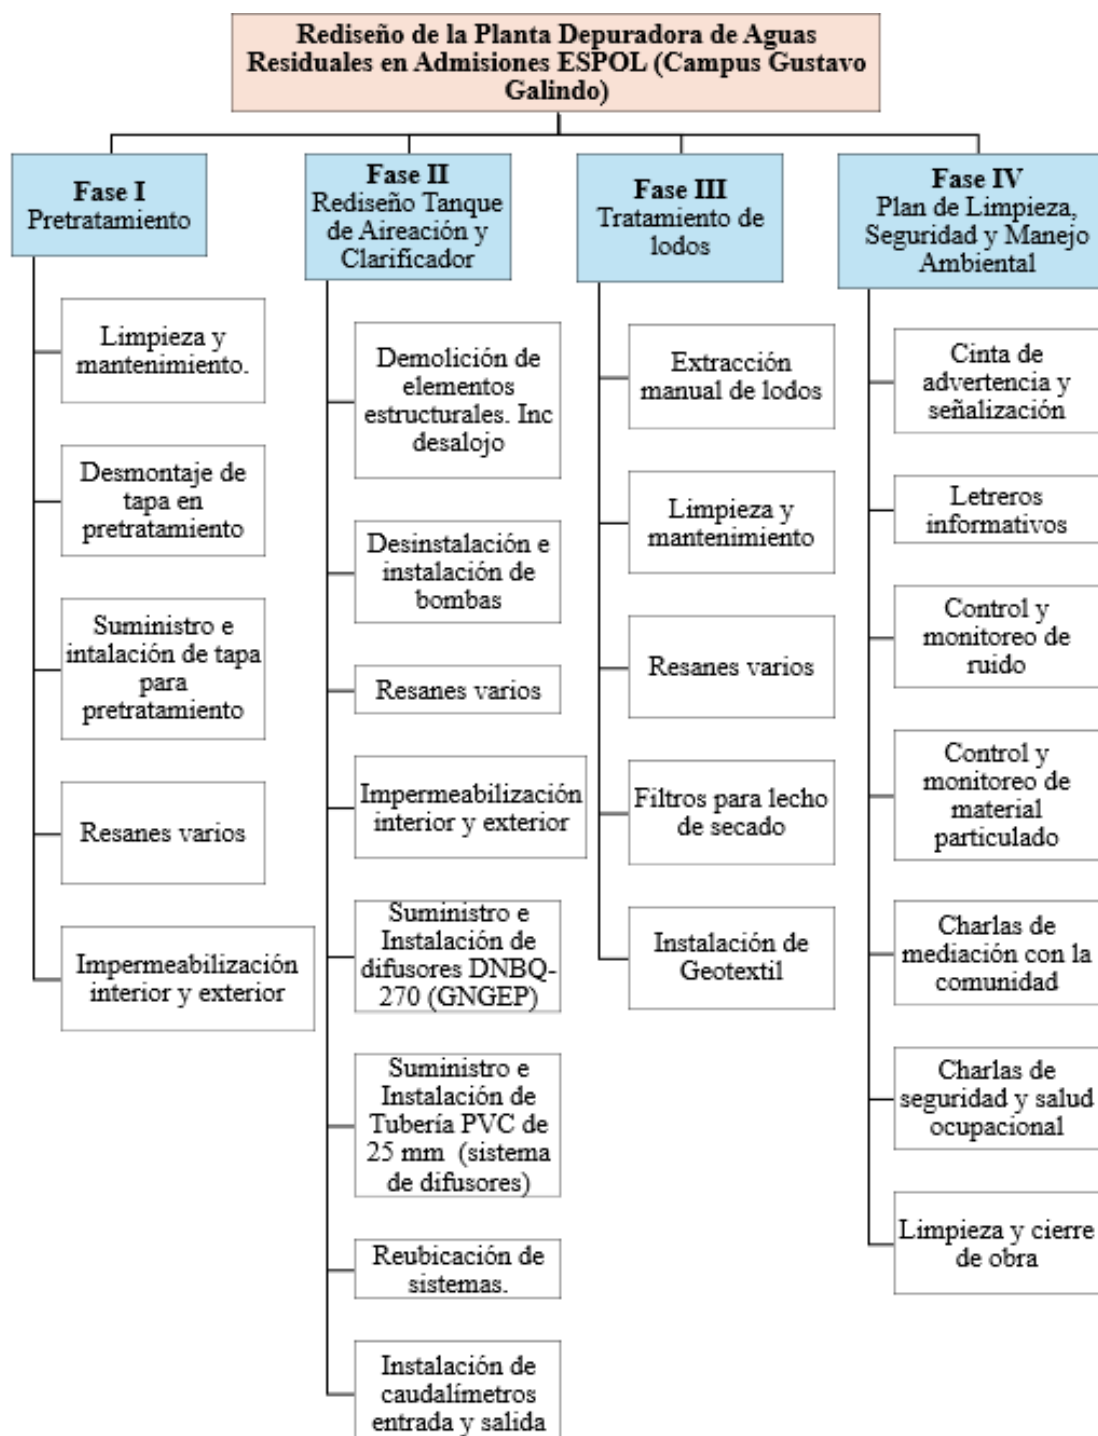 Rediseño de la Planta Depuradora de Aguas
Residuales en Admisiones ESPOL (Campus Gustavo
Galindo)
Fase I
Pretratamiento
Limpieza y
mantenimiento.
Desmontaje de
tapa en
pretratamiento
Suministro e
intalación de tapa
para
pretratamiento
Resanes varios
Impermeabilización
interior y exterior
Fase II
Rediseño Tanque
de Aireación y
Clarificador
Demolición de
elementos
estructurales. Inc
desalojo
Desinstalación e
instalación de
bombas
Resanes varios
Impermeabilización
interior y exterior
Suministro e
Instalación de
difusores DNBQ-
270 (GNGEP)
Suministro e
Instalación de
Tubería PVC de
25 mm (sistema
de difusores)
Reubicación de
sistemas.
Instalación de
caudalímetros
entrada y salida
Fase III
Tratamiento de
lodos
Extracción
manual de lodos
Limpieza y
mantenimiento
Resanes varios
Filtros para lecho
de secado
Instalación de
Geotextil
Fase IV
Plan de Limpieza,
Seguridad y Manejo
Ambiental
Cinta de
advertencia y
señalización
Letreros
informativos
Control y
monitoreo de
ruido
Control y
monitoreo de
material
particulado
Charlas de
mediación con la
comunidad
Charlas de
seguridad y salud
ocupacional
Limpieza y cierre
de obra